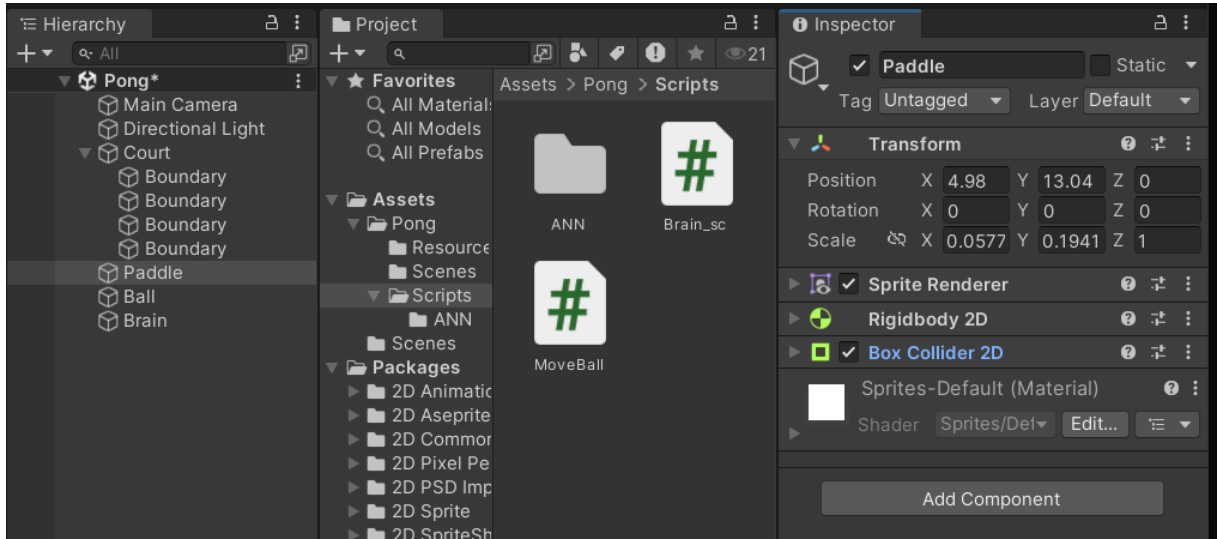 Hierarchy
All
Pong*
Main Camera
Directional Light
Court
Boundary
Boundary
Boundary
Boundary
Paddle
Ball
Brain
Project
21
Favorites
All Materials
All Models
All Prefabs
Assets
Pong
Resource
Scenes
Scripts
ANN
Scenes
Packages
2D Animatic
2D Aseprite
2D Common
2D Pixel Pe
2D PSD Imp
2D Sprite
2D SpriteSh
Assets > Pong > Scripts
ANN
Brain_sc
MoveBall
Inspector
Paddle Static
Tag Untagged Layer Default
Transform
Position X 4.98 Y 13.04 Z 0
Rotation X 0 Y 0 Z 0
Scale X 0.0577 Y 0.1941 Z 1
Sprite Renderer
Rigidbody 2D
Box Collider 2D
Sprites-Default (Material)
Shader Sprites/Def Edit...
Add Component